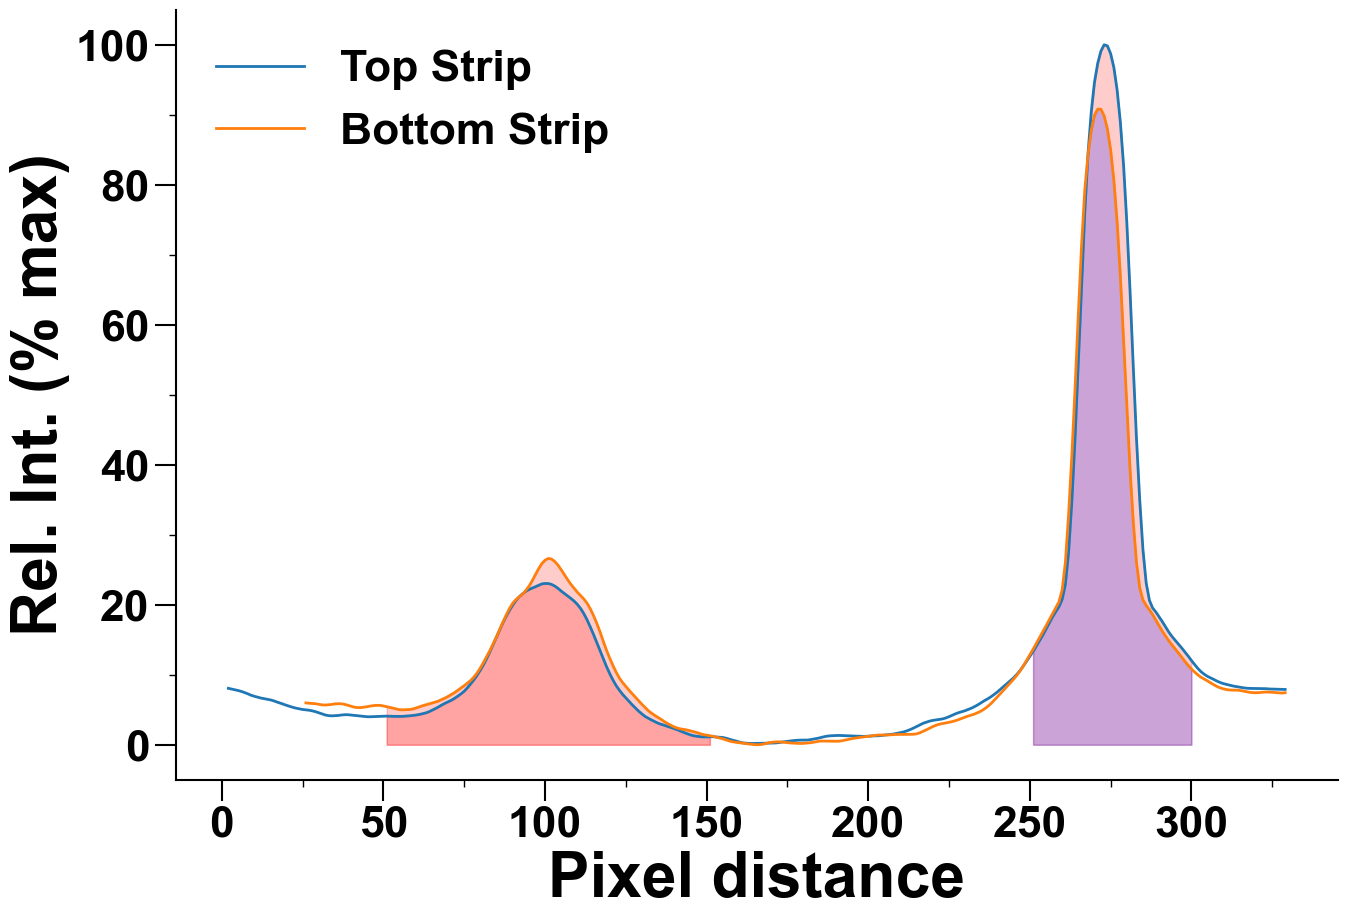 Rel. Int. (% max)
100
80
60
40
20
0
Top Strip
Bottom Strip
0 50 100 150 200 250 300
Pixel distance